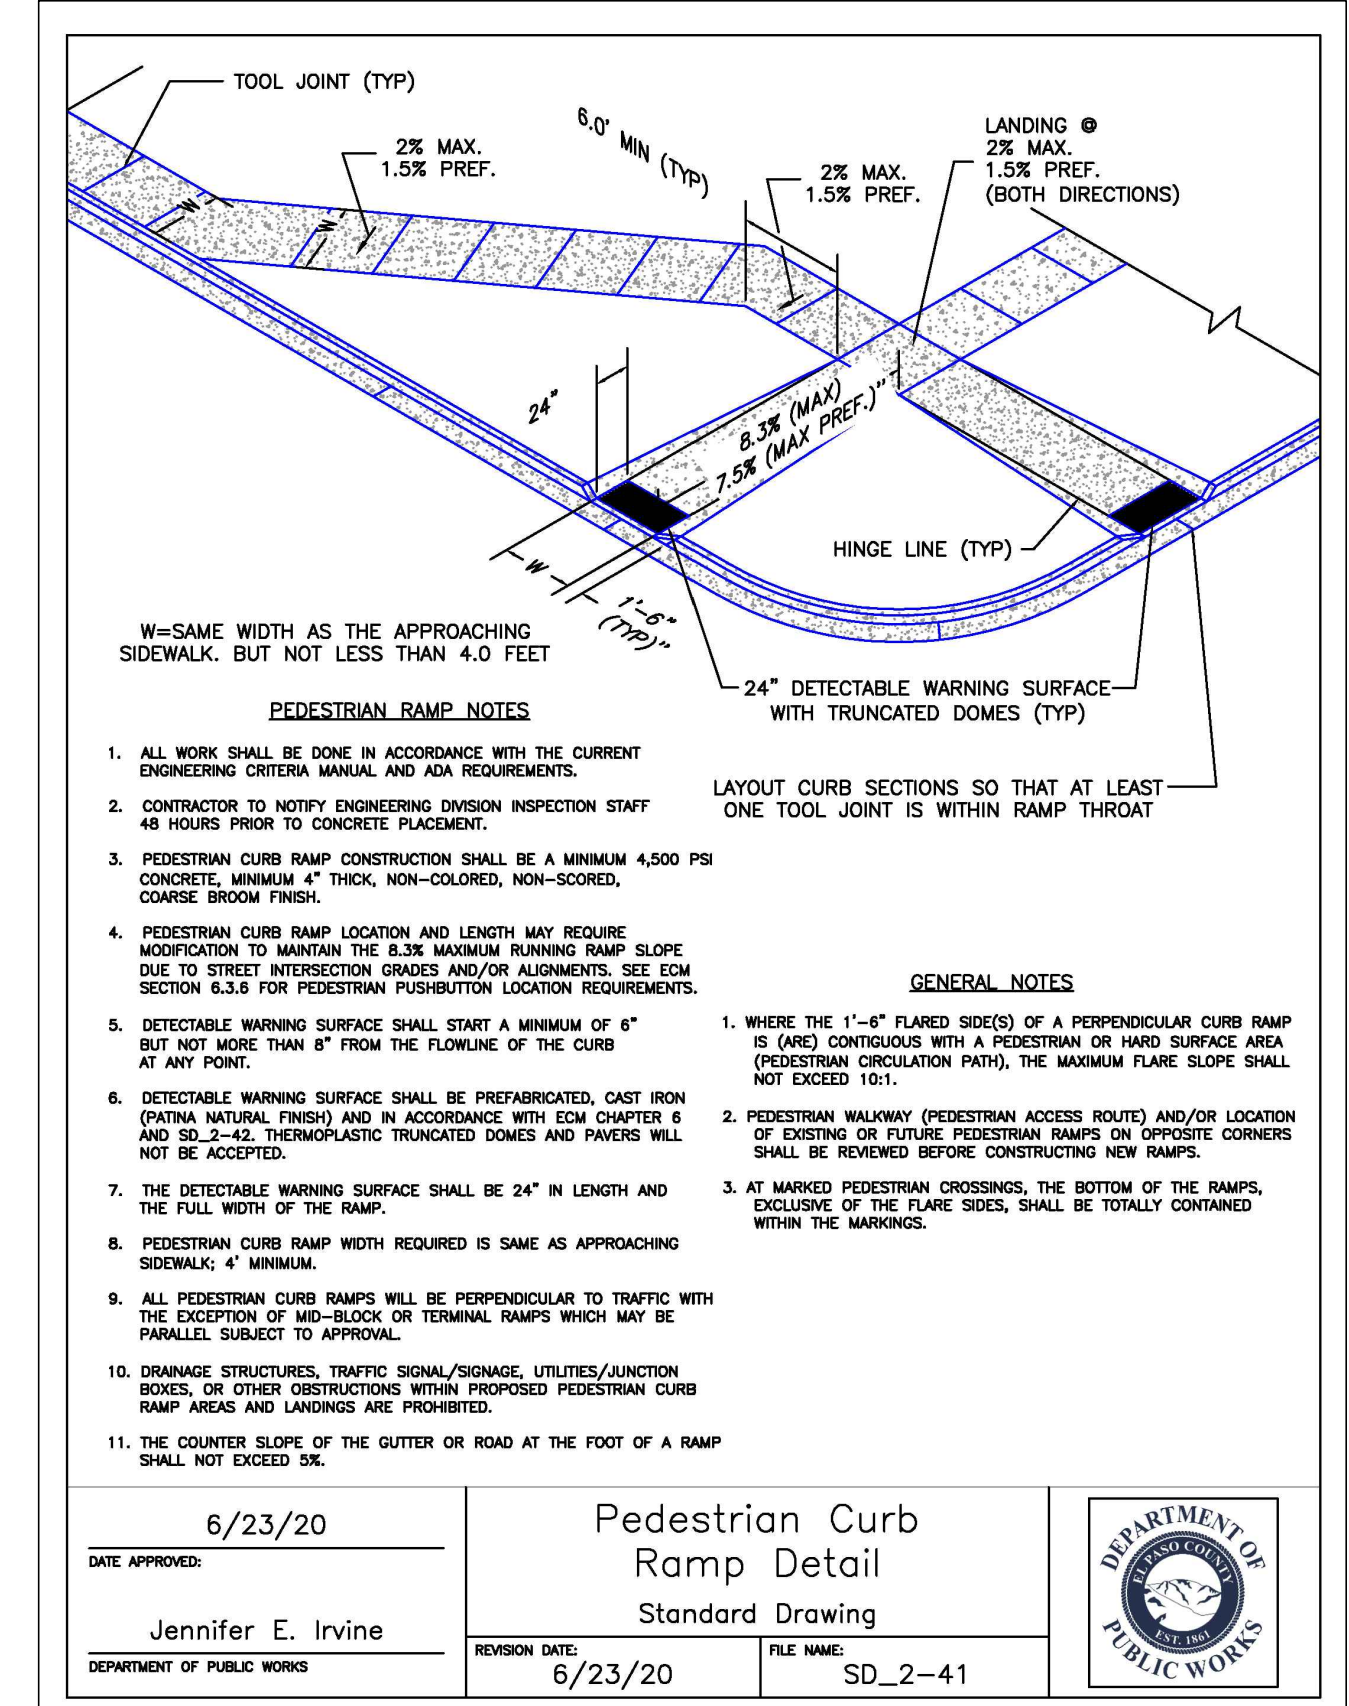 TOOL JOINT (TYP)
2% MAX.
1.5% PREF.
6.0' MIN (TYP)
2% MAX.
1.5% PREF.
LANDING @
2% MAX.
1.5% PREF.
(BOTH DIRECTIONS)
W
W
24"
8.3% (MAX)
7.5% (MAX PREF.)"
HINGE LINE (TYP)
W
1'-6"
(TYP)"
W=SAME WIDTH AS THE APPROACHING
SIDEWALK. BUT NOT LESS THAN 4.0 FEET
24" DETECTABLE WARNING SURFACE
WITH TRUNCATED DOMES (TYP)
LAYOUT CURB SECTIONS SO THAT AT LEAST
ONE TOOL JOINT IS WITHIN RAMP THROAT
PEDESTRIAN RAMP NOTES
1. ALL WORK SHALL BE DONE IN ACCORDANCE WITH THE CURRENT
ENGINEERING CRITERIA MANUAL AND ADA REQUIREMENTS.
2. CONTRACTOR TO NOTIFY ENGINEERING DIVISION INSPECTION STAFF
48 HOURS PRIOR TO CONCRETE PLACEMENT.
3. PEDESTRIAN CURB RAMP CONSTRUCTION SHALL BE A MINIMUM 4,500 PSI
CONCRETE, MINIMUM 4" THICK, NON-COLORED, NON-SCORED,
COARSE BROOM FINISH.
4. PEDESTRIAN CURB RAMP LOCATION AND LENGTH MAY REQUIRE
MODIFICATION TO MAINTAIN THE 8.3% MAXIMUM RUNNING RAMP SLOPE
DUE TO STREET INTERSECTION GRADES AND/OR ALIGNMENTS. SEE ECM
SECTION 6.3.6 FOR PEDESTRIAN PUSHBUTTON LOCATION REQUIREMENTS.
5. DETECTABLE WARNING SURFACE SHALL START A MINIMUM OF 6"
BUT NOT MORE THAN 8" FROM THE FLOWLINE OF THE CURB
AT ANY POINT.
6. DETECTABLE WARNING SURFACE SHALL BE PREFABRICATED, CAST IRON
(PATINA NATURAL FINISH) AND IN ACCORDANCE WITH ECM CHAPTER 6
AND SD_2-42. THERMOPLASTIC TRUNCATED DOMES AND PAVERS WILL
NOT BE ACCEPTED.
7. THE DETECTABLE WARNING SURFACE SHALL BE 24" IN LENGTH AND
THE FULL WIDTH OF THE RAMP.
8. PEDESTRIAN CURB RAMP WIDTH REQUIRED IS SAME AS APPROACHING
SIDEWALK; 4' MINIMUM.
9. ALL PEDESTRIAN CURB RAMPS WILL BE PERPENDICULAR TO TRAFFIC WITH
THE EXCEPTION OF MID-BLOCK OR TERMINAL RAMPS WHICH MAY BE
PARALLEL SUBJECT TO APPROVAL.
10. DRAINAGE STRUCTURES, TRAFFIC SIGNAL/SIGNAGE, UTILITIES/JUNCTION
BOXES, OR OTHER OBSTRUCTIONS WITHIN PROPOSED PEDESTRIAN CURB
RAMP AREAS AND LANDINGS ARE PROHIBITED.
11. THE COUNTER SLOPE OF THE GUTTER OR ROAD AT THE FOOT OF A RAMP
SHALL NOT EXCEED 5%.
GENERAL NOTES
1. WHERE THE 1'-6" FLARED SIDE(S) OF A PERPENDICULAR CURB RAMP
IS (ARE) CONTIGUOUS WITH A PEDESTRIAN OR HARD SURFACE AREA
(PEDESTRIAN CIRCULATION PATH), THE MAXIMUM FLARE SLOPE SHALL
NOT EXCEED 10:1.
2. PEDESTRIAN WALKWAY (PEDESTRIAN ACCESS ROUTE) AND/OR LOCATION
OF EXISTING OR FUTURE PEDESTRIAN RAMPS ON OPPOSITE CORNERS
SHALL BE REVIEWED BEFORE CONSTRUCTING NEW RAMPS.
3. AT MARKED PEDESTRIAN CROSSINGS, THE BOTTOM OF THE RAMPS,
EXCLUSIVE OF THE FLARE SIDES, SHALL BE TOTALLY CONTAINED
WITHIN THE MARKINGS.
6/23/20
DATE APPROVED:
Jennifer E. Irvine
DEPARTMENT OF PUBLIC WORKS
Pedestrian Curb
Ramp Detail
Standard Drawing
REVISION DATE:
6/23/20
FILE NAME:
SD_2-41
DEPARTMENT OF
EL PASO COUNTY
EST. 1861
PUBLIC WORKS